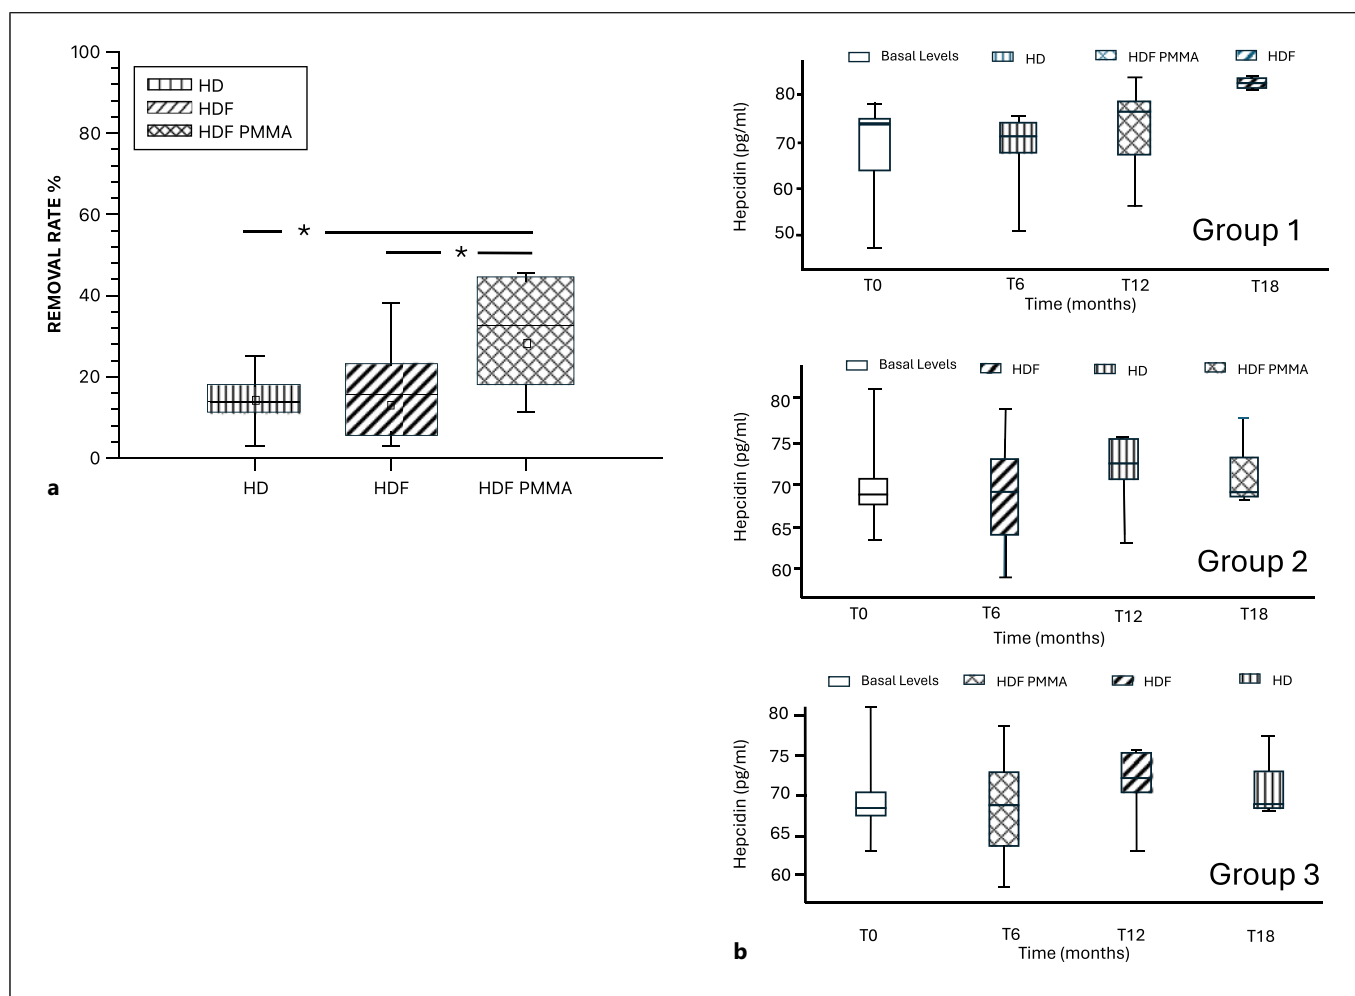 100
80
60
40
20
0
REMOVAL RATE %
HD
HDF
HDF PMMA
*
*
HD
HDF
HDF PMMA
a
Basal Levels
HD
HDF PMMA
HDF
Hepcidin (pg/ml)
80
70
60
50
Group 1
T0
T6
T12
T18
Time (months)
Basal Levels
HDF
HD
HDF PMMA
Hepcidin (pg/ml)
80
75
70
65
60
Group 2
T0
T6
T12
T18
Time (months)
Basal Levels
HDF PMMA
HDF
HD
Hepcidin (pg/ml)
80
75
70
65
60
Group 3
T0
T6
T12
T18
Time (months)
b